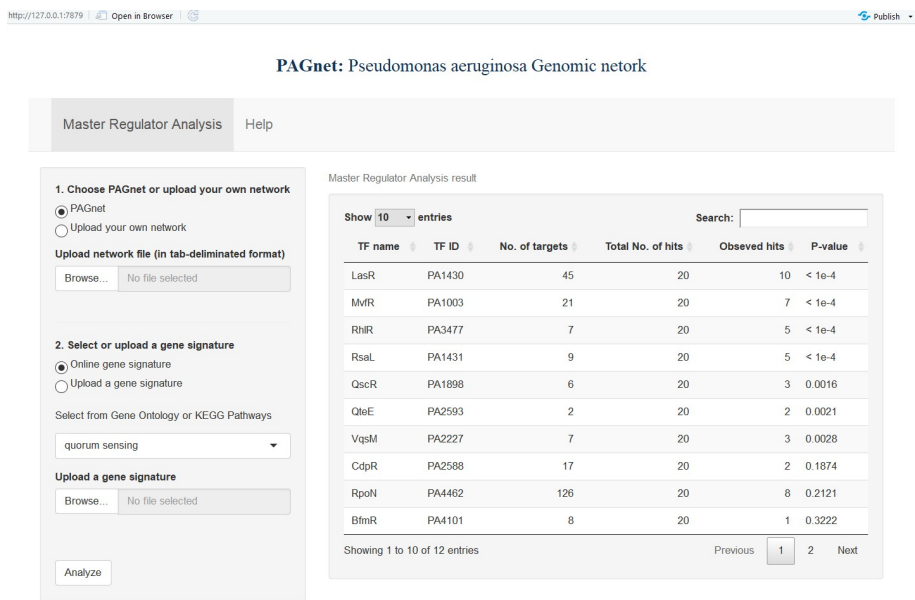 http://127.0.0.1:7879 Open in Browser Publish
PAGnet: Pseudomonas aeruginosa Genomic netork
Master Regulator Analysis Help
1. Choose PAGnet or upload your own network
PAGnet
Upload your own network
Upload network file (in tab-deliminated format)
Browse... No file selected
2. Select or upload a gene signature
Online gene signature
Upload a gene signature
Select from Gene Ontology or KEGG Pathways
quorum sensing
Upload a gene signature
Browse... No file selected
Analyze
Master Regulator Analysis result
Show 10 entries Search:
TF name TF ID No. of targets Total No. of hits Obseved hits P-value
LasR PA1430 45 20 10 < 1e-4
MvfR PA1003 21 20 7 < 1e-4
RhlR PA3477 7 20 5 < 1e-4
RsaL PA1431 9 20 5 < 1e-4
QscR PA1898 6 20 3 0.0016
QteE PA2593 2 20 2 0.0021
VqsM PA2227 7 20 3 0.0028
CdpR PA2588 17 20 2 0.1874
RpoN PA4462 126 20 8 0.2121
BfmR PA4101 8 20 1 0.3222
Showing 1 to 10 of 12 entries Previous 1 2 Next